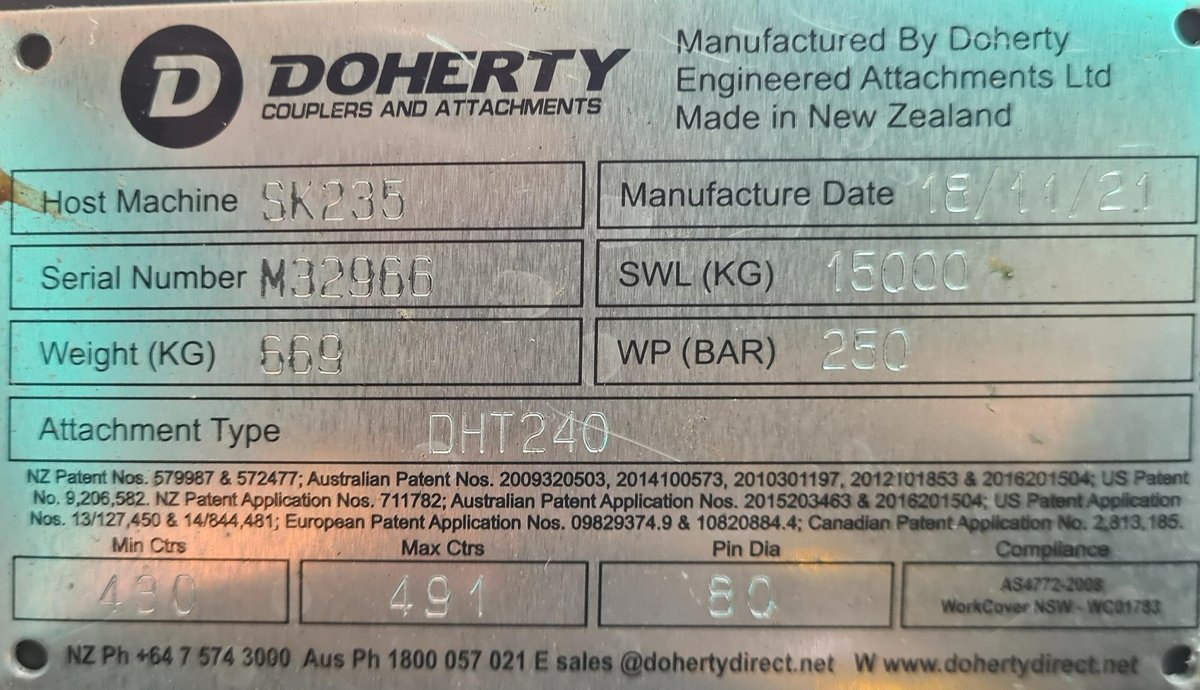 D DOHERTY
COUPLERS AND ATTACHMENTS
Manufactured By Doherty
Engineered Attachments Ltd
Made in New Zealand
Host Machine SK235
Manufacture Date 18/11/21
Serial Number M32966
SWL (KG) 15000
Weight (KG) 669
WP (BAR) 250
Attachment Type DHT240
NZ Patent Nos. 579987 & 572477; Australian Patent Nos. 2009320503, 2014100573, 2010301197, 2012101853 & 2016201504; US Patent
No. 9,206,582. NZ Patent Application Nos. 711782; Australian Patent Application Nos. 2015203463 & 2016201504; US Patent Application
Nos. 13/127,450 & 14/844,481; European Patent Application Nos. 09829374.9 & 10820884.4; Canadian Patent Application No. 2,813,185.
Min Ctrs Max Ctrs Pin Dia Compliance
430 491 80 AS4772-2008
WorkCover NSW - WC01783
NZ Ph +64 7 574 3000 Aus Ph 1800 057 021 E sales @dohertydirect.net W www.dohertydirect.net